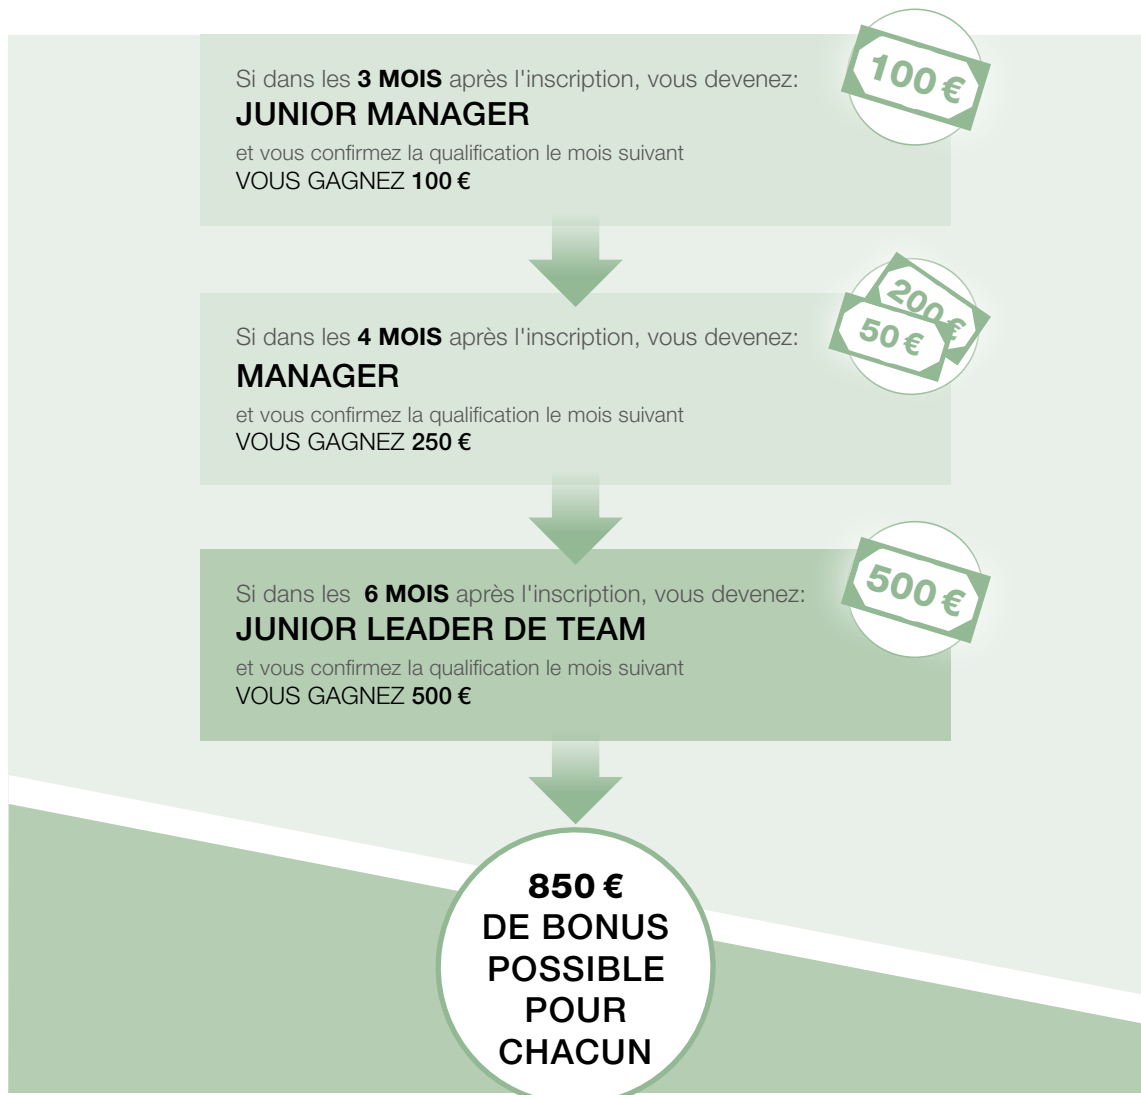 100 €
Si dans les 3 MOIS après l'inscription, vous devenez:
JUNIOR MANAGER
et vous confirmez la qualification le mois suivant
VOUS GAGNEZ 100 €
200 €
50 €
Si dans les 4 MOIS après l'inscription, vous devenez:
MANAGER
et vous confirmez la qualification le mois suivant
VOUS GAGNEZ 250 €
500 €
Si dans les 6 MOIS après l'inscription, vous devenez:
JUNIOR LEADER DE TEAM
et vous confirmez la qualification le mois suivant
VOUS GAGNEZ 500 €
850 €
DE BONUS
POSSIBLE
POUR
CHACUN